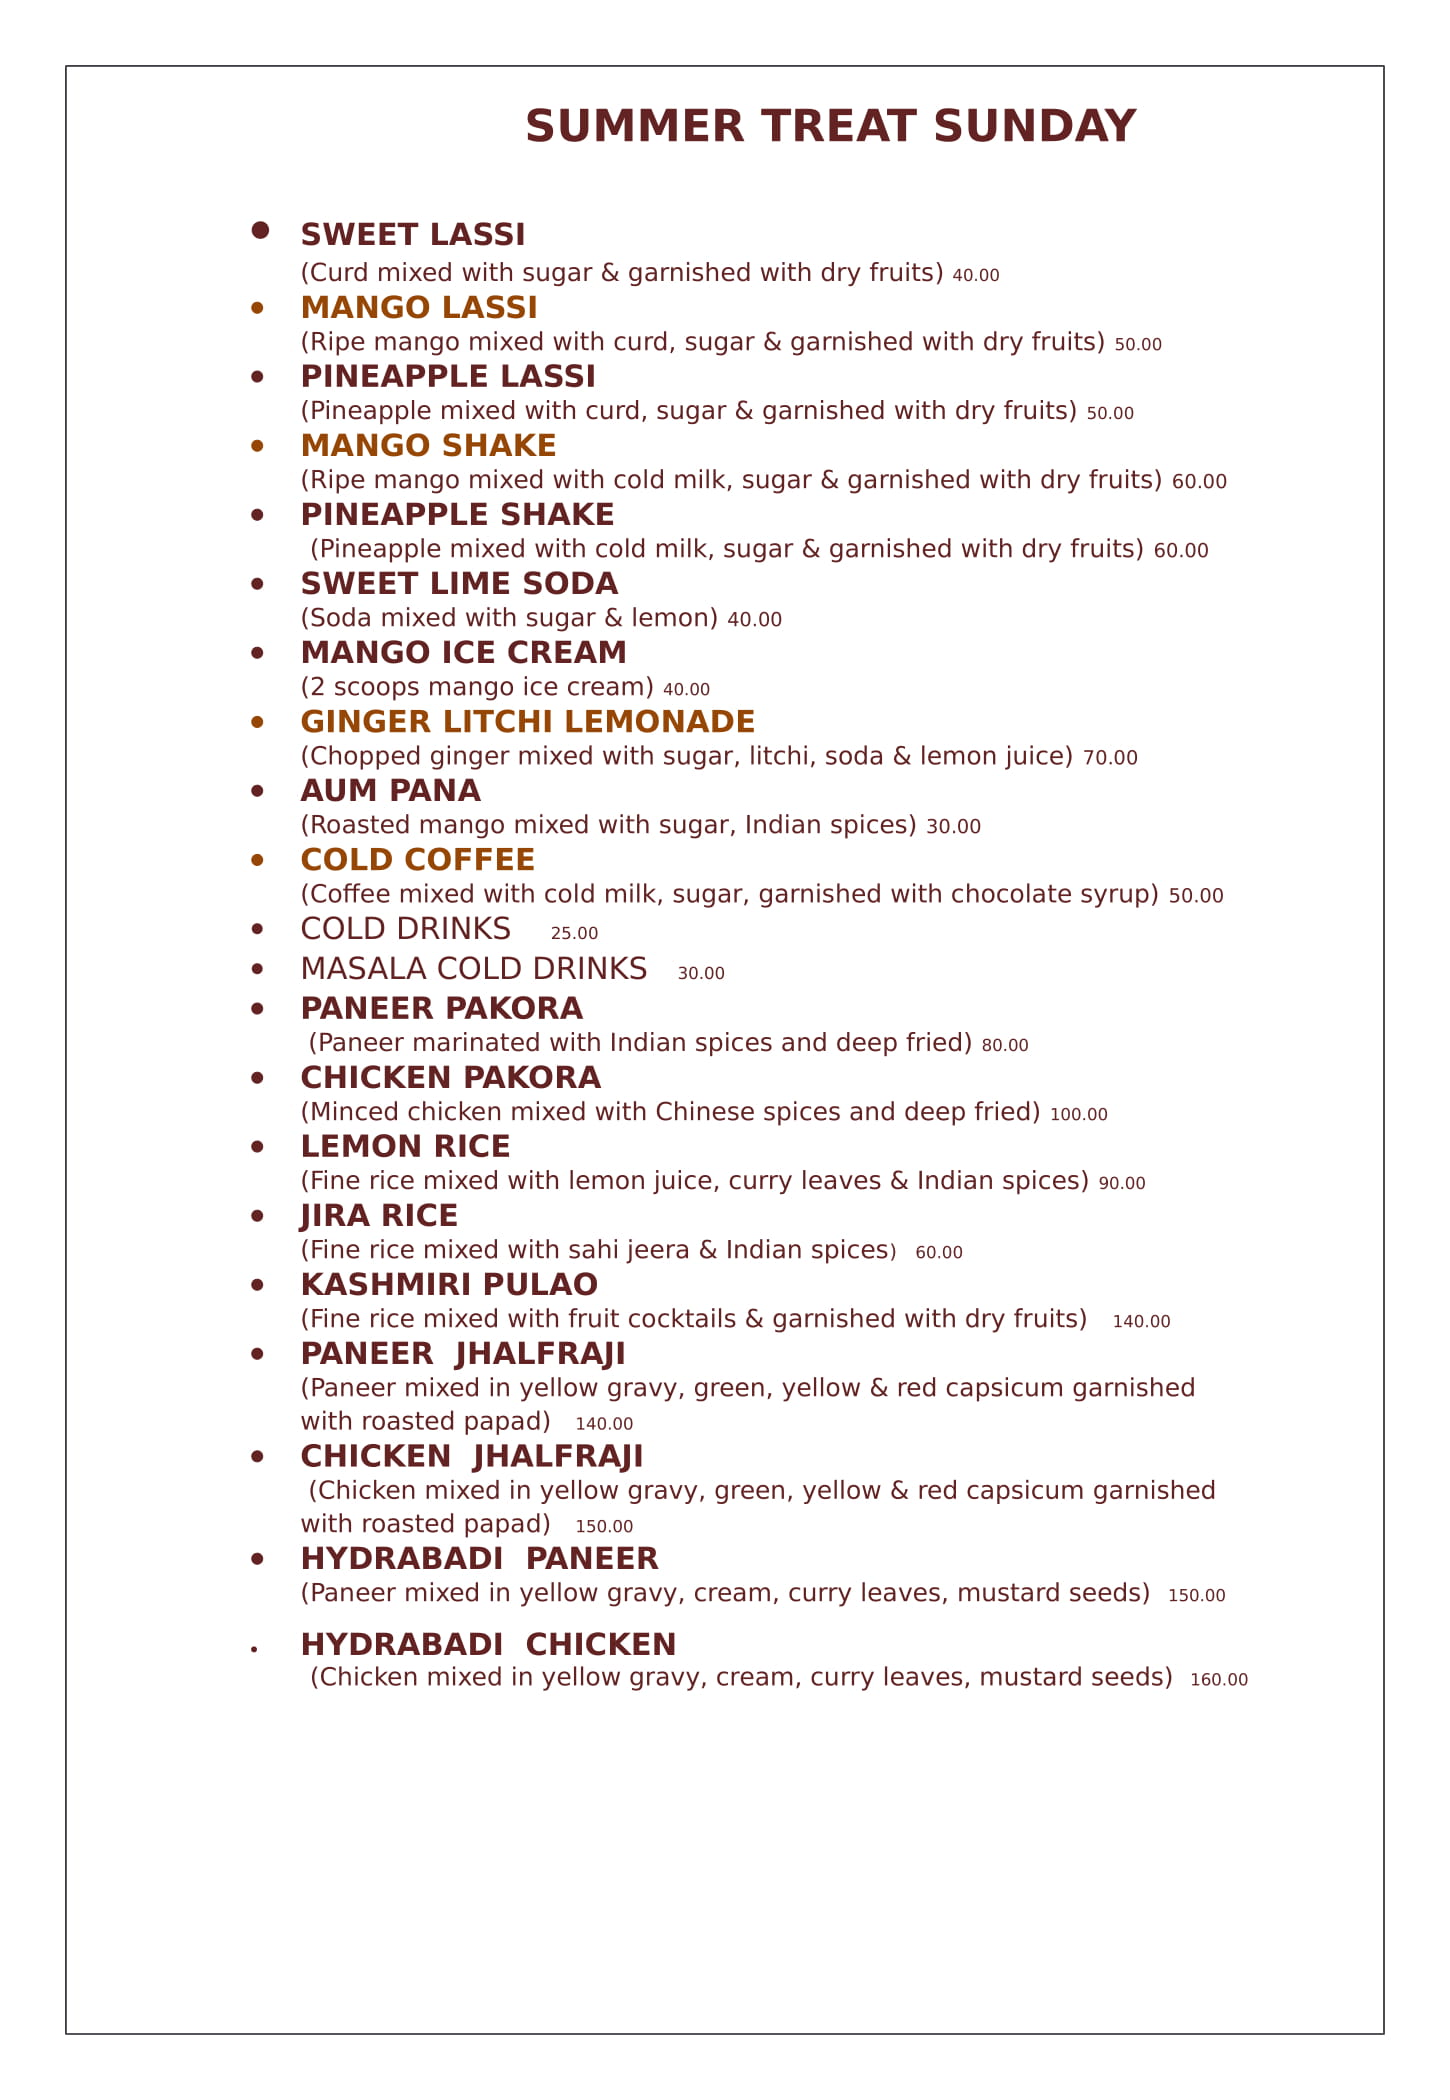 SUMMER TREAT SUNDAY
• SWEET LASSI
(Curd mixed with sugar & garnished with dry fruits) 40.00
• MANGO LASSI
(Ripe mango mixed with curd, sugar & garnished with dry fruits) 50.00
• PINEAPPLE LASSI
(Pineapple mixed with curd, sugar & garnished with dry fruits) 50.00
• MANGO SHAKE
(Ripe mango mixed with cold milk, sugar & garnished with dry fruits) 60.00
• PINEAPPLE SHAKE
(Pineapple mixed with cold milk, sugar & garnished with dry fruits) 60.00
• SWEET LIME SODA
(Soda mixed with sugar & lemon) 40.00
• MANGO ICE CREAM
(2 scoops mango ice cream) 40.00
• GINGER LITCHI LEMONADE
(Chopped ginger mixed with sugar, litchi, soda & lemon juice) 70.00
• AUM PANA
(Roasted mango mixed with sugar, Indian spices) 30.00
• COLD COFFEE
(Coffee mixed with cold milk, sugar, garnished with chocolate syrup) 50.00
• COLD DRINKS 25.00
• MASALA COLD DRINKS 30.00
• PANEER PAKORA
(Paneer marinated with Indian spices and deep fried) 80.00
• CHICKEN PAKORA
(Minced chicken mixed with Chinese spices and deep fried) 100.00
• LEMON RICE
(Fine rice mixed with lemon juice, curry leaves & Indian spices) 90.00
• JIRA RICE
(Fine rice mixed with sahi jeera & Indian spices) 60.00
• KASHMIRI PULAO
(Fine rice mixed with fruit cocktails & garnished with dry fruits) 140.00
• PANEER JHALFRAJI
(Paneer mixed in yellow gravy, green, yellow & red capsicum garnished
with roasted papad) 140.00
• CHICKEN JHALFRAJI
(Chicken mixed in yellow gravy, green, yellow & red capsicum garnished
with roasted papad) 150.00
• HYDRABADI PANEER
(Paneer mixed in yellow gravy, cream, curry leaves, mustard seeds) 150.00
• HYDRABADI CHICKEN
(Chicken mixed in yellow gravy, cream, curry leaves, mustard seeds) 160.00